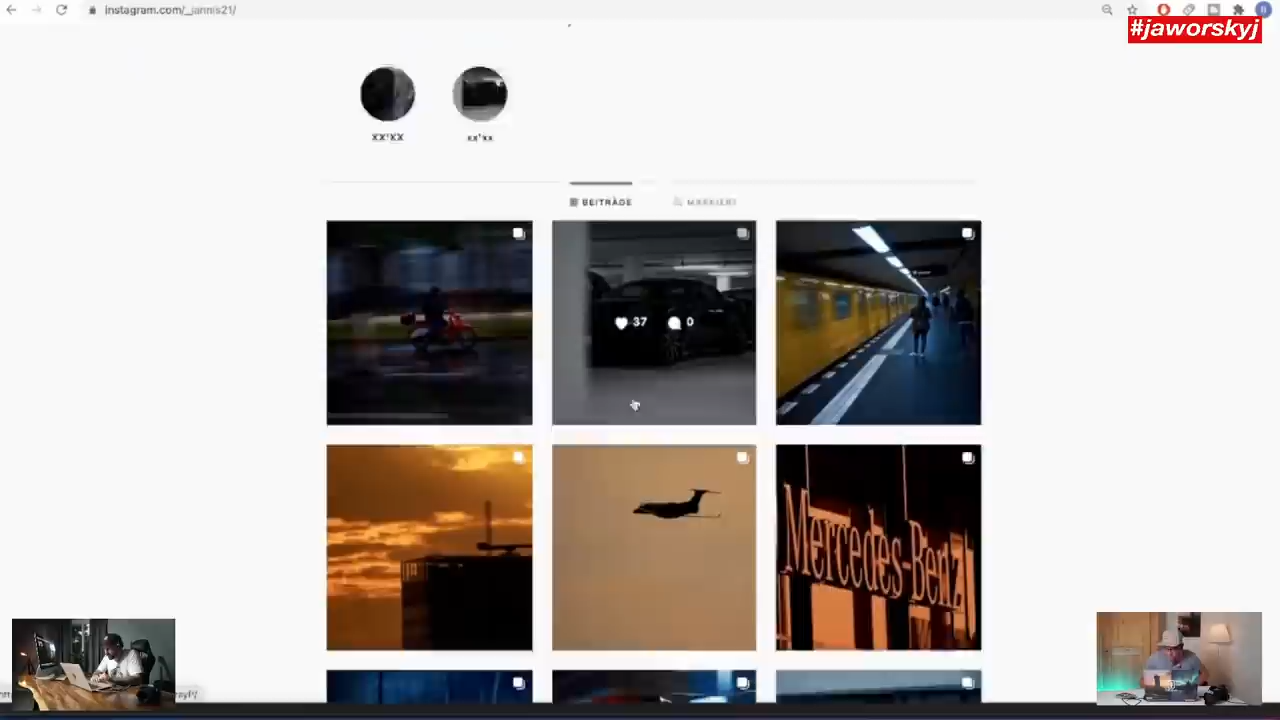 instagram.com/_jannis21/
#jaworskyj
XX'XX
xx'xx
BEITRÄGE
MARKIERT
37
0
Mercedes-Benz